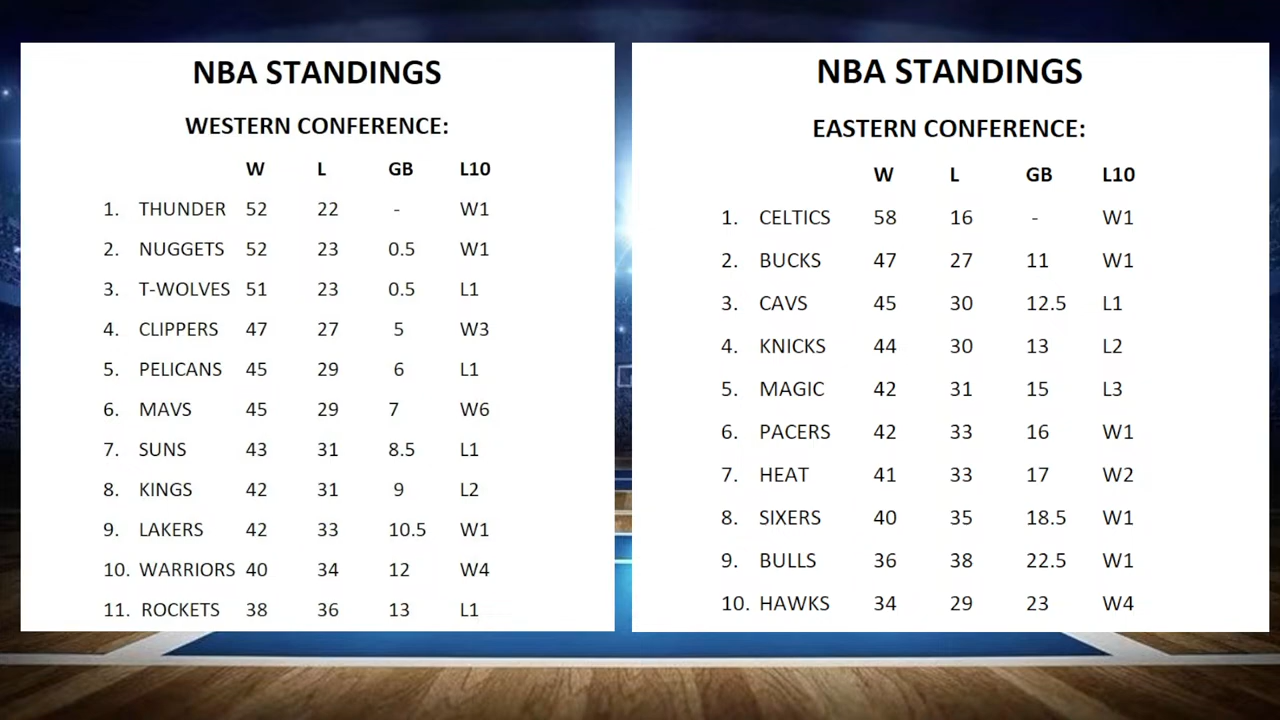 NBA STANDINGS
WESTERN CONFERENCE:
W L GB L10
1. THUNDER 52 22 - W1
2. NUGGETS 52 23 0.5 W1
3. T-WOLVES 51 23 0.5 L1
4. CLIPPERS 47 27 5 W3
5. PELICANS 45 29 6 L1
6. MAVS 45 29 7 W6
7. SUNS 43 31 8.5 L1
8. KINGS 42 31 9 L2
9. LAKERS 42 33 10.5 W1
10. WARRIORS 40 34 12 W4
11. ROCKETS 38 36 13 L1
NBA STANDINGS
EASTERN CONFERENCE:
W L GB L10
1. CELTICS 58 16 - W1
2. BUCKS 47 27 11 W1
3. CAVS 45 30 12.5 L1
4. KNICKS 44 30 13 L2
5. MAGIC 42 31 15 L3
6. PACERS 42 33 16 W1
7. HEAT 41 33 17 W2
8. SIXERS 40 35 18.5 W1
9. BULLS 36 38 22.5 W1
10. HAWKS 34 29 23 W4